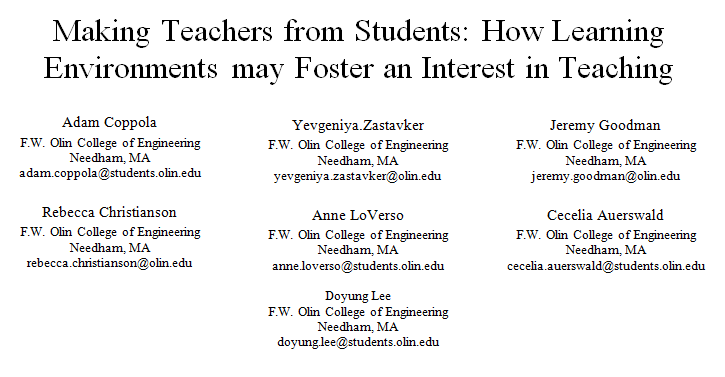 Making Teachers from Students: How Learning
Environments may Foster an Interest in Teaching
Adam Coppola
F.W. Olin College of Engineering
Needham, MA
adam.coppola@students.olin.edu
Yevgeniya.Zastavker
F.W. Olin College of Engineering
Needham, MA
yevgeniya.zastavker@olin.edu
Jeremy Goodman
F.W. Olin College of Engineering
Needham, MA
jeremy.goodman@olin.edu
Rebecca Christianson
F.W. Olin College of Engineering
Needham, MA
rebecca.christianson@olin.edu
Anne LoVerso
F.W. Olin College of Engineering
Needham, MA
anne.loverso@students.olin.edu
Cecelia Auerswald
F.W. Olin College of Engineering
Needham, MA
cecelia.auerswald@students.olin.edu
Doyung Lee
F.W. Olin College of Engineering
Needham, MA
doyung.lee@students.olin.edu